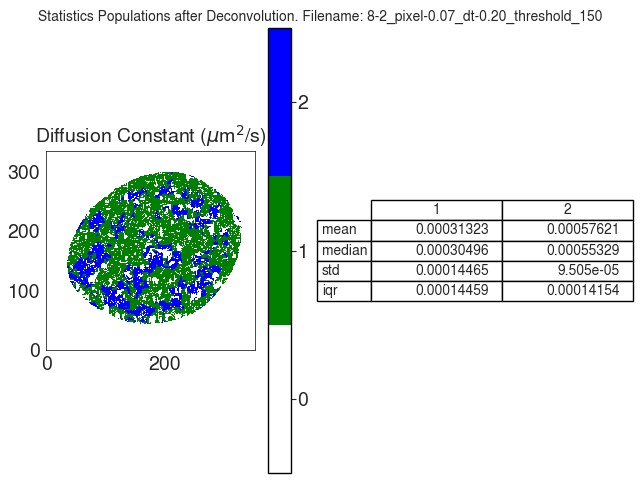 Statistics Populations after Deconvolution. Filename: 8-2_pixel-0.07_dt-0.20_threshold_150
Diffusion Constant (μm²/s)
300
200
100
0
0 200
2
1
0
1 2
mean 0.00031323 0.00057621
median 0.00030496 0.00055329
std 0.00014465 9.505e-05
iqr 0.00014459 0.00014154